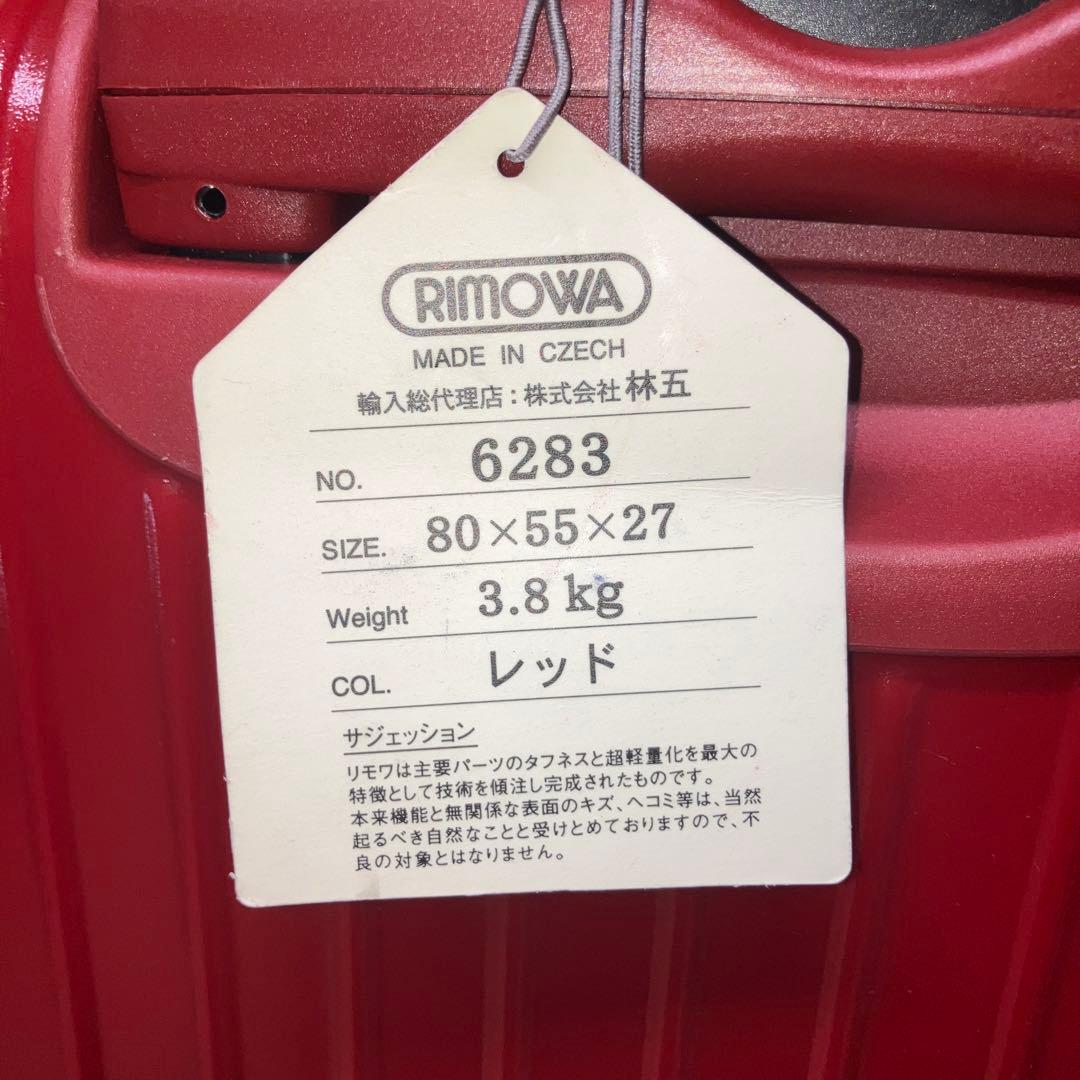 RIMOWA
MADE IN CZECH
輸入総代理店：株式会社 林五
NO. 6283
SIZE. 80×55×27
Weight 3.8 kg
COL. レッド
サジェッション
リモワは主要パーツのタフネスと超軽量化を最大の
特徴として技術を傾注し完成されたものです。
本来機能と無関係な表面のキズ、ヘコミ等は、当然
起るべき自然なことと受けとめておりますので、不
良の対象とはなりません。